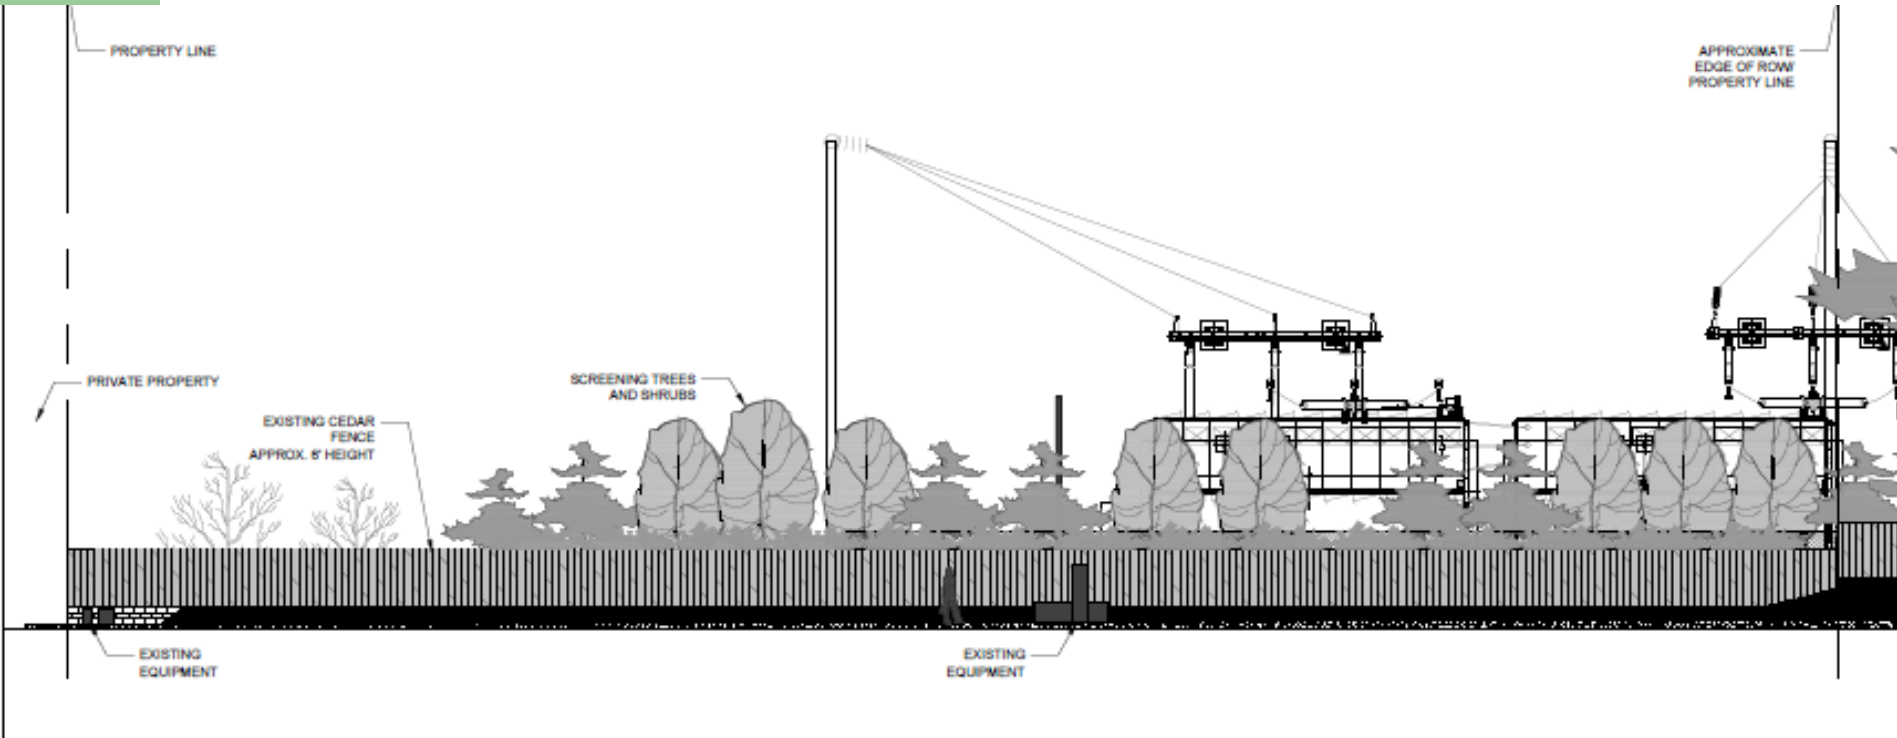 PROPERTY LINE
APPROXIMATE
EDGE OF ROW/
PROPERTY LINE
PRIVATE PROPERTY
SCREENING TREES
AND SHRUBS
EXISTING CEDAR
FENCE
APPROX. 6' HEIGHT
EXISTING
EQUIPMENT
EXISTING
EQUIPMENT